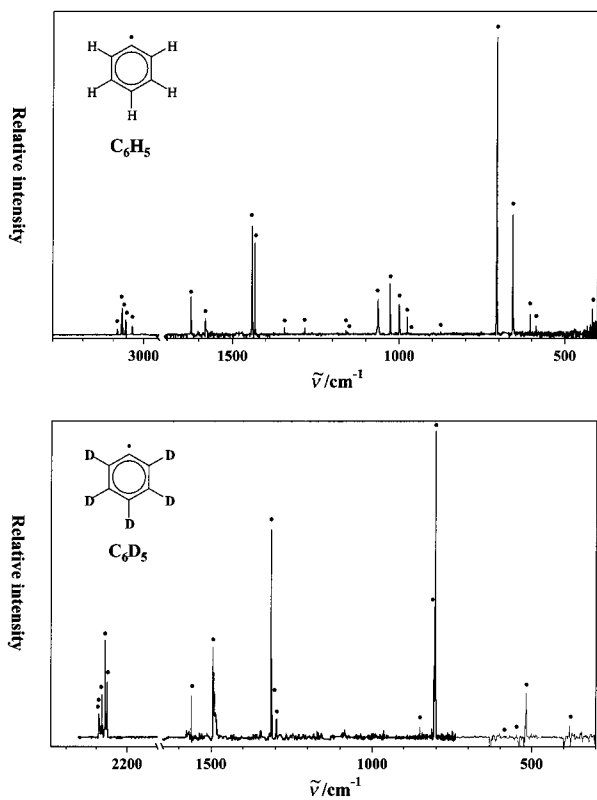 Relative intensity
H H
H H
H
C₆H₅
3000 1500 1000 500
ν̃/cm⁻¹
Relative intensity
D D
D D
D
C₆D₅
2200 1500 1000 500
ν̃/cm⁻¹